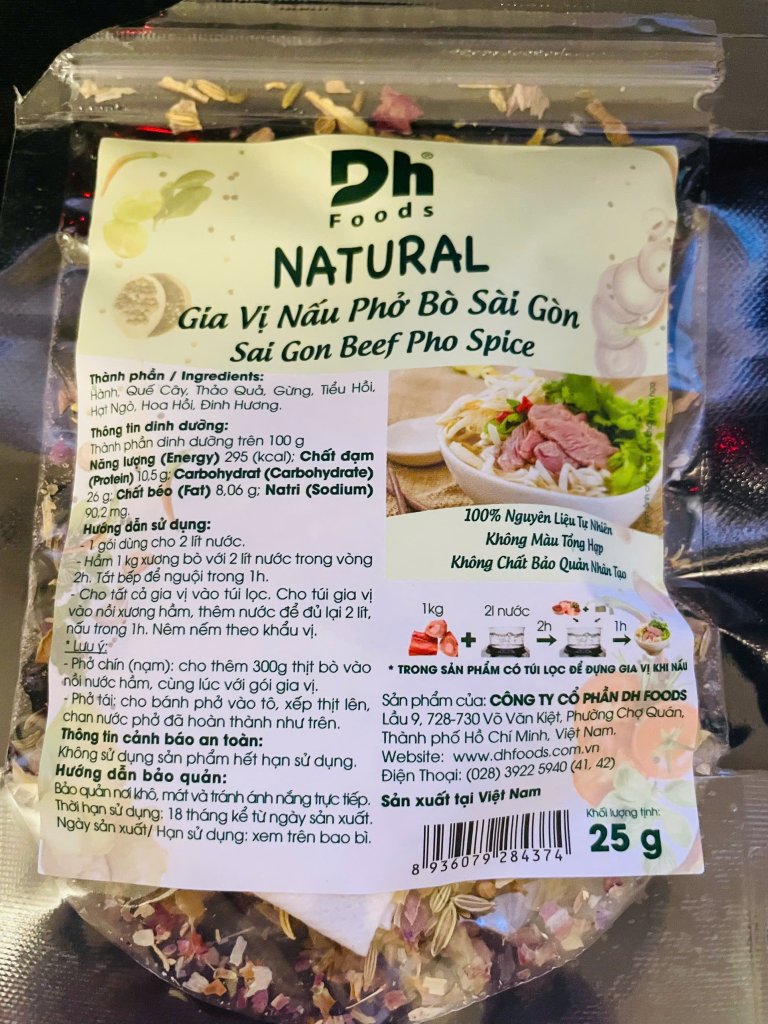 Dh®
Foods
NATURAL
Gia Vị Nấu Phở Bò Sài Gòn
Sai Gon Beef Pho Spice
Thành phần / Ingredients:
Hành, Quế Cây, Thảo Quả, Gừng, Tiểu Hồi,
Hạt Ngò, Hoa Hồi, Đinh Hương.
Thông tin dinh dưỡng:
Thành phần dinh dưỡng trên 100 g
Năng lượng (Energy) 295 (kcal); Chất đạm
(Protein) 10,5 g; Carbohydrat (Carbohydrate)
26 g; Chất béo (Fat) 8,06 g; Natri (Sodium)
90,2 mg.
Hướng dẫn sử dụng:
- 1 gói dùng cho 2 lít nước.
- Hầm 1 kg xương bò với 2 lít nước trong vòng
2h. Tắt bếp để nguội trong 1h.
- Cho tất cả gia vị vào túi lọc. Cho túi gia vị
vào nồi xương hầm, thêm nước để đủ lại 2 lít,
nấu trong 1h. Nêm nếm theo khẩu vị.
* Lưu ý:
- Phở chín (nạm): cho thêm 300g thịt bò vào
nồi nước hầm, cùng lúc với gói gia vị.
- Phở tái: cho bánh phở vào tô, xếp thịt lên,
chan nước phở đã hoàn thành như trên.
Thông tin cảnh báo an toàn:
Không sử dụng sản phẩm hết hạn sử dụng.
Hướng dẫn bảo quản:
Bảo quản nơi khô, mát và tránh ánh nắng trực tiếp.
Thời hạn sử dụng: 18 tháng kể từ ngày sản xuất.
Ngày sản xuất/ Hạn sử dụng: xem trên bao bì.
100% Nguyên Liệu Tự Nhiên
Không Màu Tổng Hợp
Không Chất Bảo Quản Nhân Tạo
1kg
+
2l nước
2h
1h
* TRONG SẢN PHẨM CÓ TÚI LỌC ĐỂ ĐỰNG GIA VỊ KHI NẤU
Sản phẩm của: CÔNG TY CỔ PHẦN DH FOODS
Lầu 9, 728-730 Võ Văn Kiệt, Phường Chợ Quán,
Thành phố Hồ Chí Minh, Việt Nam.
Website: www.dhfoods.com.vn
Điện Thoại: (028) 3922 5940 (41, 42)
Sản xuất tại Việt Nam
Khối lượng tịnh:
25 g
8 936079 284374